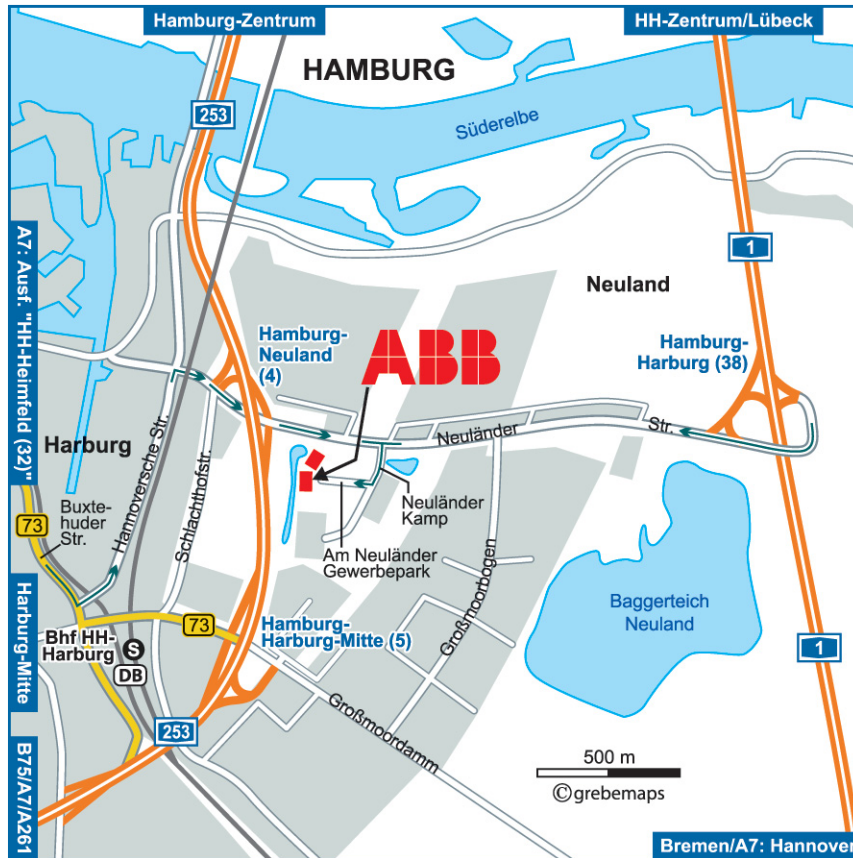 Hamburg-Zentrum
HH-Zentrum/Lübeck
HAMBURG
253
Süderelbe
A7: Ausf. "HH-Heimfeld (32)"
1
Neuland
Hamburg-
Neuland
(4)
ABB
Hamburg-
Harburg (38)
Harburg
Hannoversche Str.
Schlachthofstr.
Neuländer
Str.
73
Buxte-
huder
Str.
Neuländer
Kamp
Am Neuländer
Gewerbepark
Großmoorbogen
Baggerteich
Neuland
Harburg-Mitte
73
Hamburg-
Harburg-Mitte (5)
Bhf HH-
Harburg
S
DB
1
Großmoordamm
253
B75/A7/A261
500 m
©grebemaps
Bremen/A7: Hannover